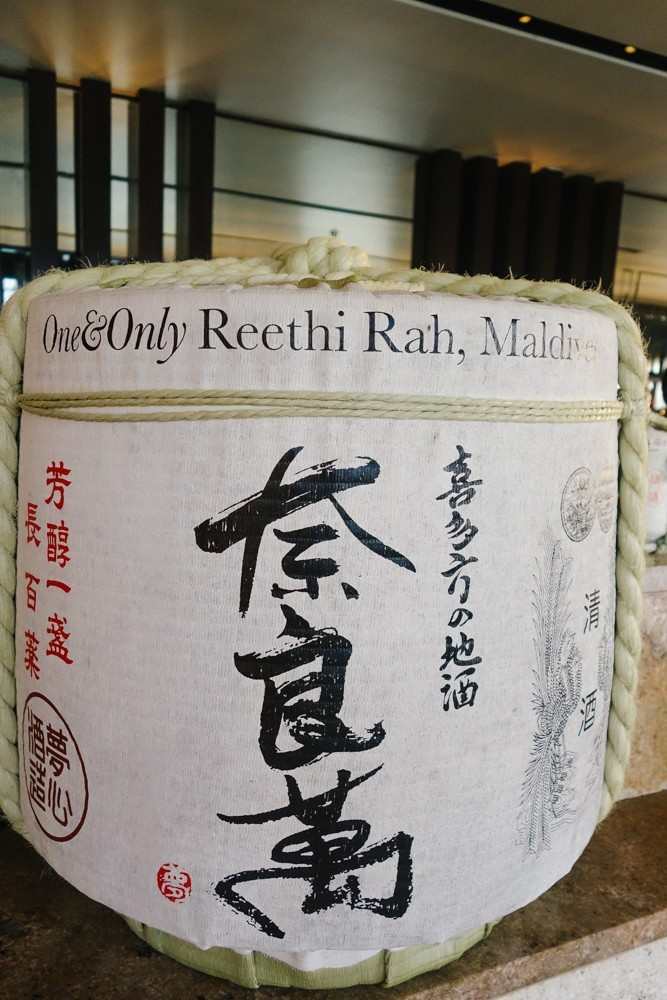 One&Only Reethi Rah, Maldives
清酒
喜多方の地酒
奈良萬
芳醇一盞
長百薬
夢心
酒造
夢